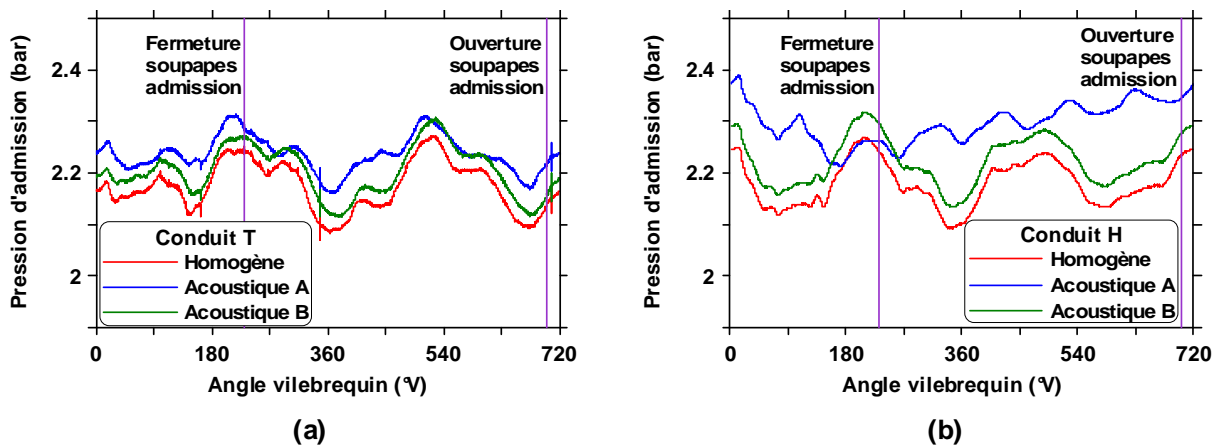 Pression d'admission (bar)
2.4
2.2
2
Fermeture
soupapes
admission
Ouverture
soupapes
admission
Conduit T
Homogène
Acoustique A
Acoustique B
0 180 360 540 720
Angle vilebrequin (°V)
(a)
Pression d'admission (bar)
2.4
2.2
2
Fermeture
soupapes
admission
Ouverture
soupapes
admission
Conduit H
Homogène
Acoustique A
Acoustique B
0 180 360 540 720
Angle vilebrequin (°V)
(b)